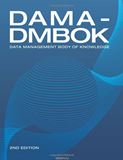 DAMA-
DMBOK
DATA MANAGEMENT BODY OF KNOWLEDGE
2ND EDITION